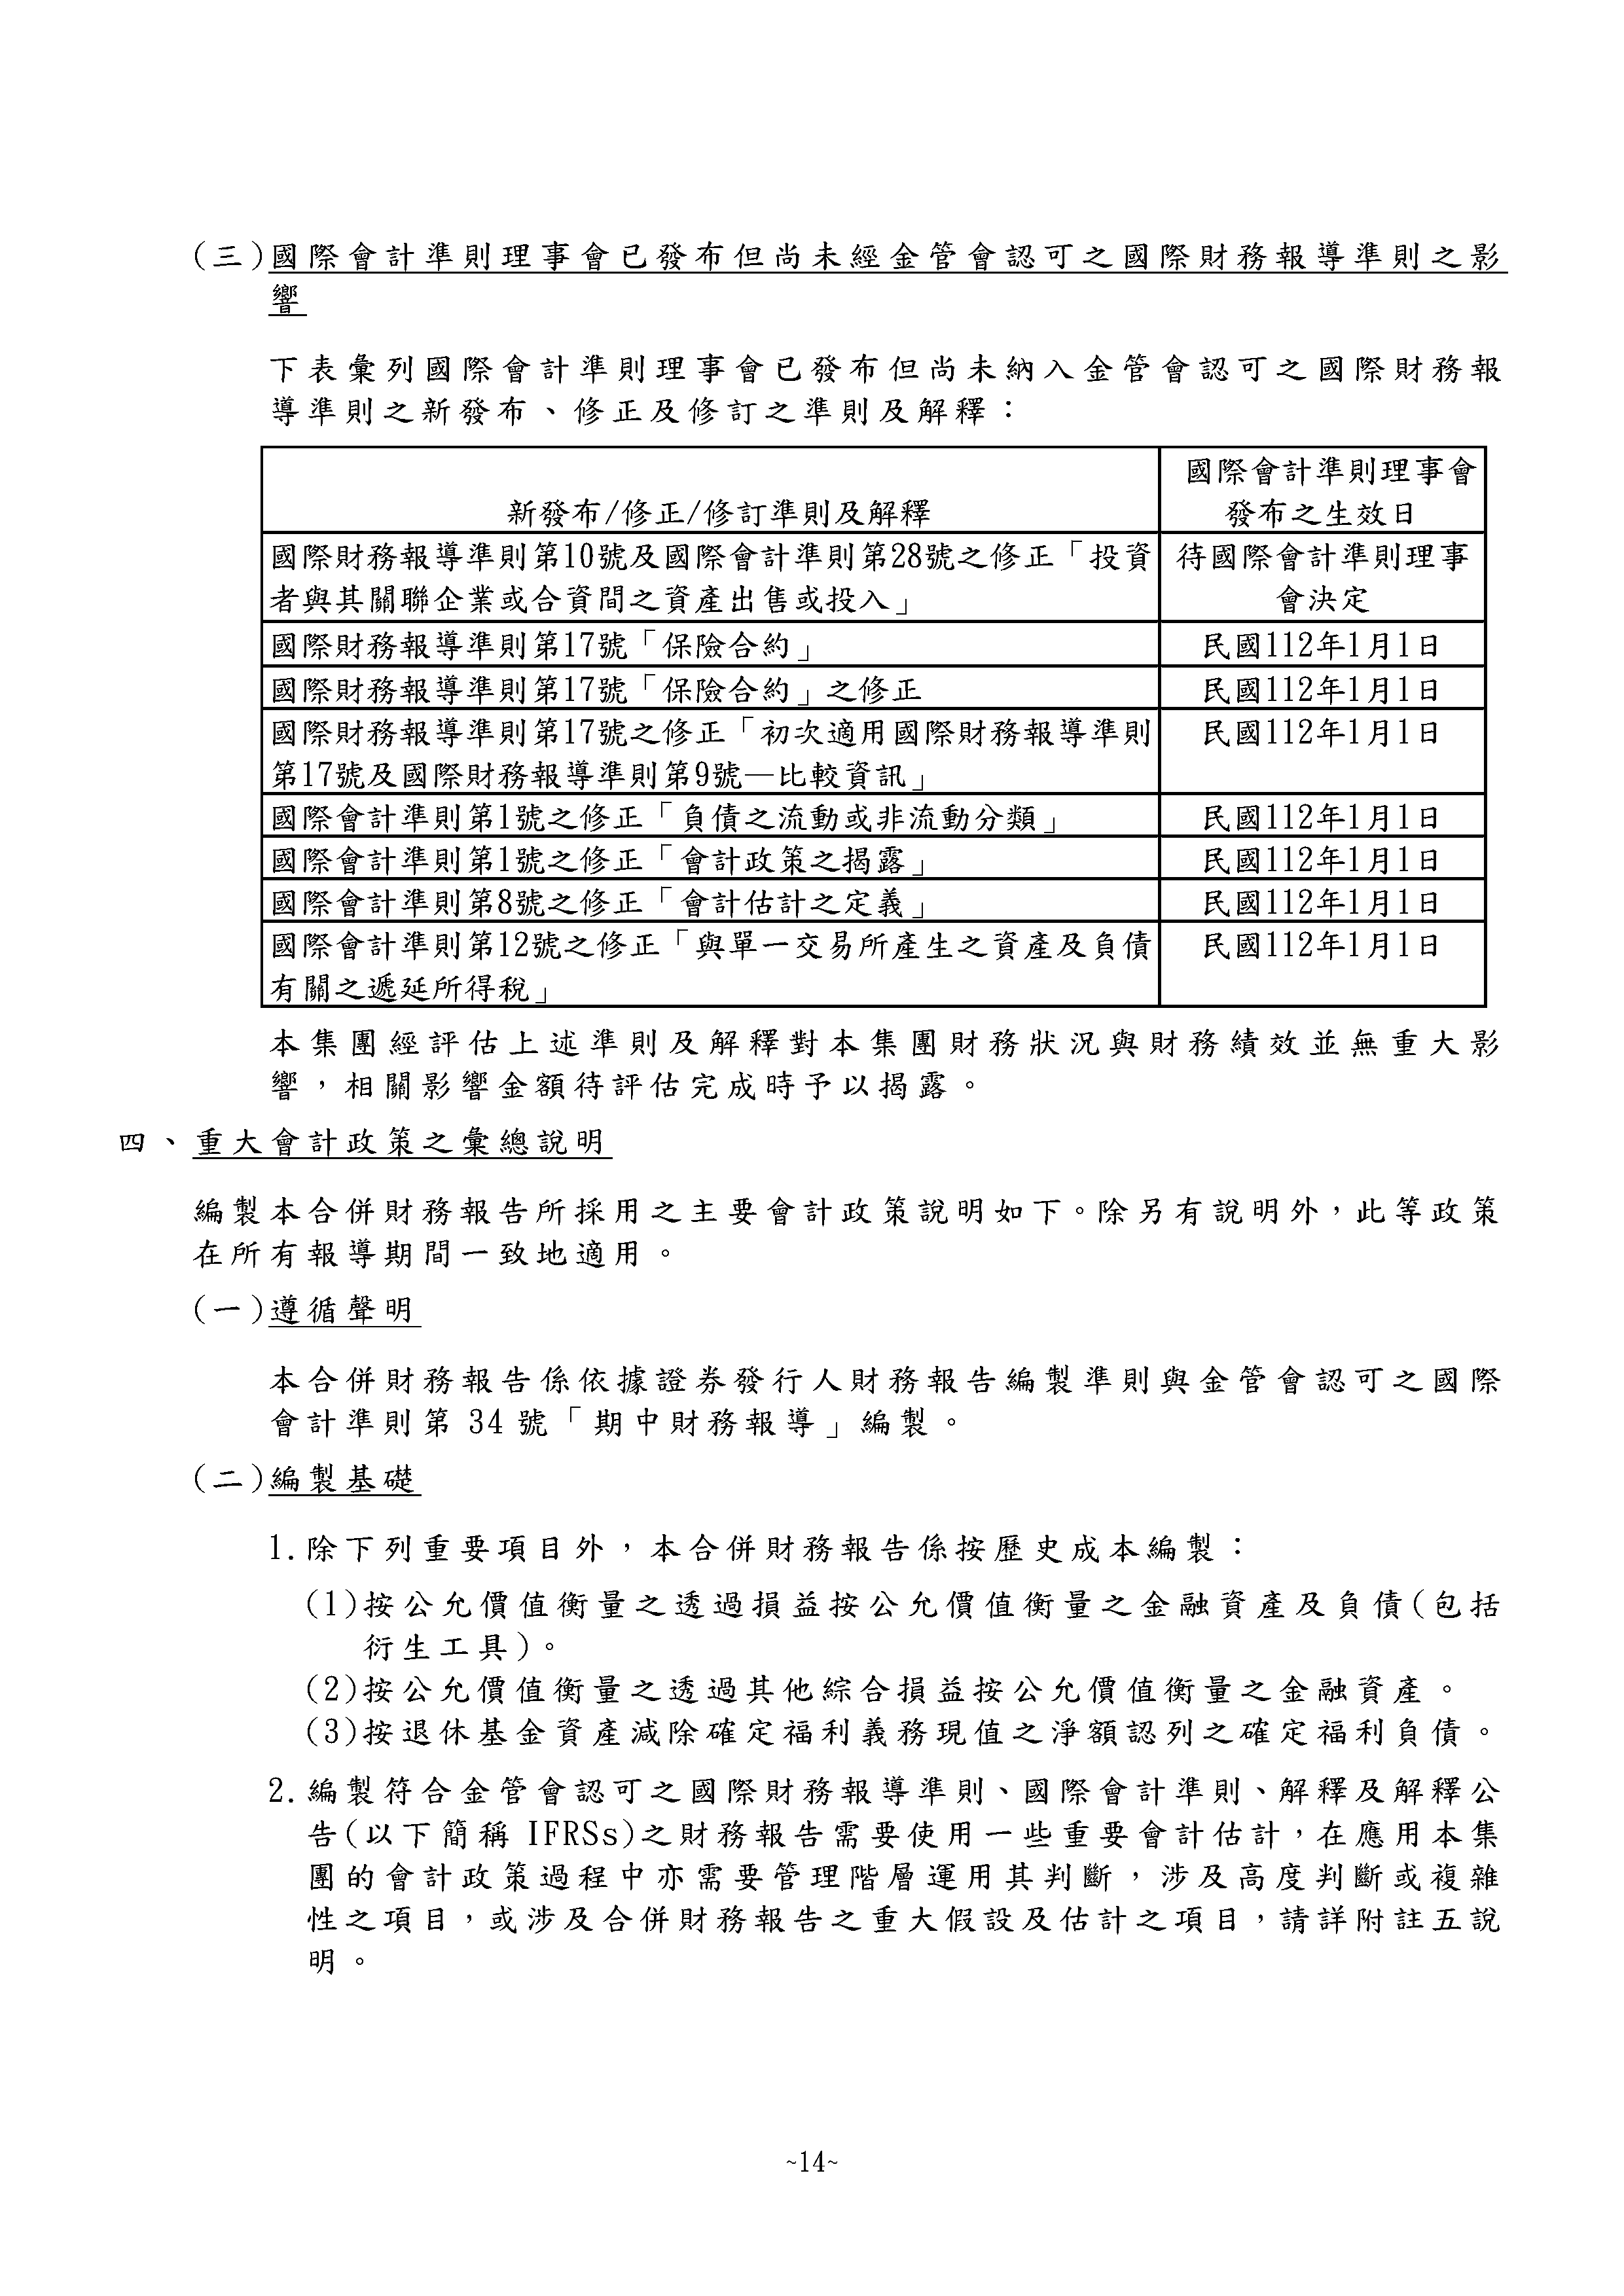 (三)國際會計準則理事會已發布但尚未經金管會認可之國際財務報導準則之影
響
下表彙列國際會計準則理事會已發布但尚未納入金管會認可之國際財務報
導準則之新發布、修正及修訂之準則及解釋：
國際會計準則理事會
新發布/修正/修訂準則及解釋 發布之生效日
國際財務報導準則第10號及國際會計準則第28號之修正「投資 待國際會計準則理事
者與其關聯企業或合資間之資產出售或投入」 會決定
國際財務報導準則第17號「保險合約」 民國112年1月1日
國際財務報導準則第17號「保險合約」之修正 民國112年1月1日
國際財務報導準則第17號之修正「初次適用國際財務報導準則 民國112年1月1日
第17號及國際財務報導準則第9號—比較資訊」
國際會計準則第1號之修正「負債之流動或非流動分類」 民國112年1月1日
國際會計準則第1號之修正「會計政策之揭露」 民國112年1月1日
國際會計準則第8號之修正「會計估計之定義」 民國112年1月1日
國際會計準則第12號之修正「與單一交易所產生之資產及負債 民國112年1月1日
有關之遞延所得稅」
本集團經評估上述準則及解釋對本集團財務狀況與財務績效並無重大影
響，相關影響金額待評估完成時予以揭露。
四、重大會計政策之彙總說明
編製本合併財務報告所採用之主要會計政策說明如下。除另有說明外，此等政策
在所有報導期間一致地適用。
(一)遵循聲明
本合併財務報告係依據證券發行人財務報告編製準則與金管會認可之國際
會計準則第 34 號「期中財務報導」編製。
(二)編製基礎
1.除下列重要項目外，本合併財務報告係按歷史成本編製：
(1)按公允價值衡量之透過損益按公允價值衡量之金融資產及負債(包括
衍生工具)。
(2)按公允價值衡量之透過其他綜合損益按公允價值衡量之金融資產。
(3)按退休基金資產減除確定福利義務現值之淨額認列之確定福利負債。
2.編製符合金管會認可之國際財務報導準則、國際會計準則、解釋及解釋公
告(以下簡稱 IFRSs)之財務報告需要使用一些重要會計估計，在應用本集
團的會計政策過程中亦需要管理階層運用其判斷，涉及高度判斷或複雜
性之項目，或涉及合併財務報告之重大假設及估計之項目，請詳附註五說
明。
~14~